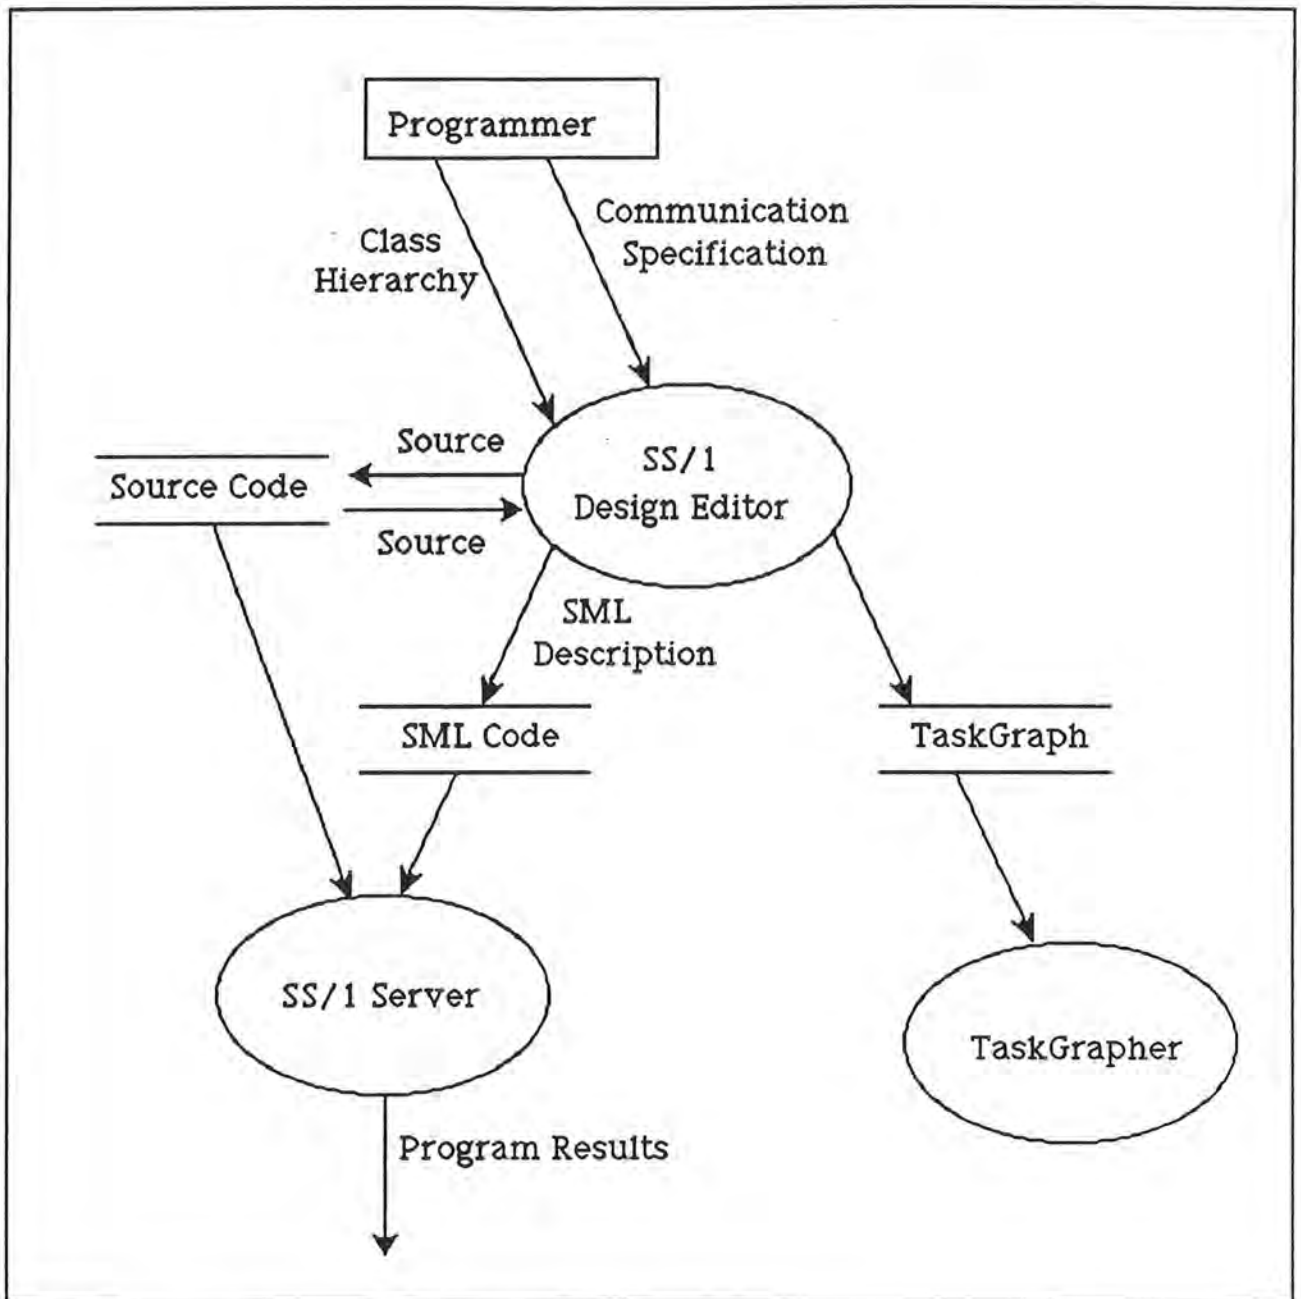 Programmer
Communication
Specification
Class
Hierarchy
Source
SS/1
Design Editor
Source Code
Source
SML
Description
SML Code
TaskGraph
SS/1 Server
TaskGrapher
Program Results